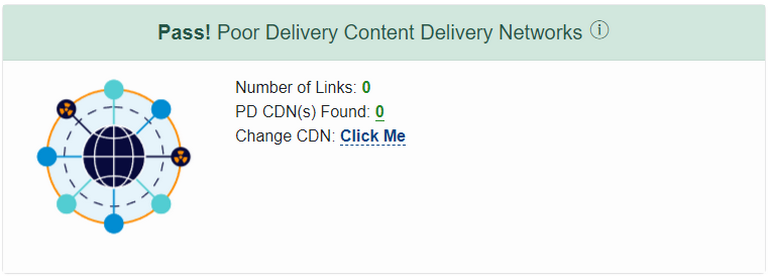 Pass! Poor Delivery Content Delivery Networks ⓘ
Number of Links: 0
PD CDN(s) Found: 0
Change CDN: Click Me